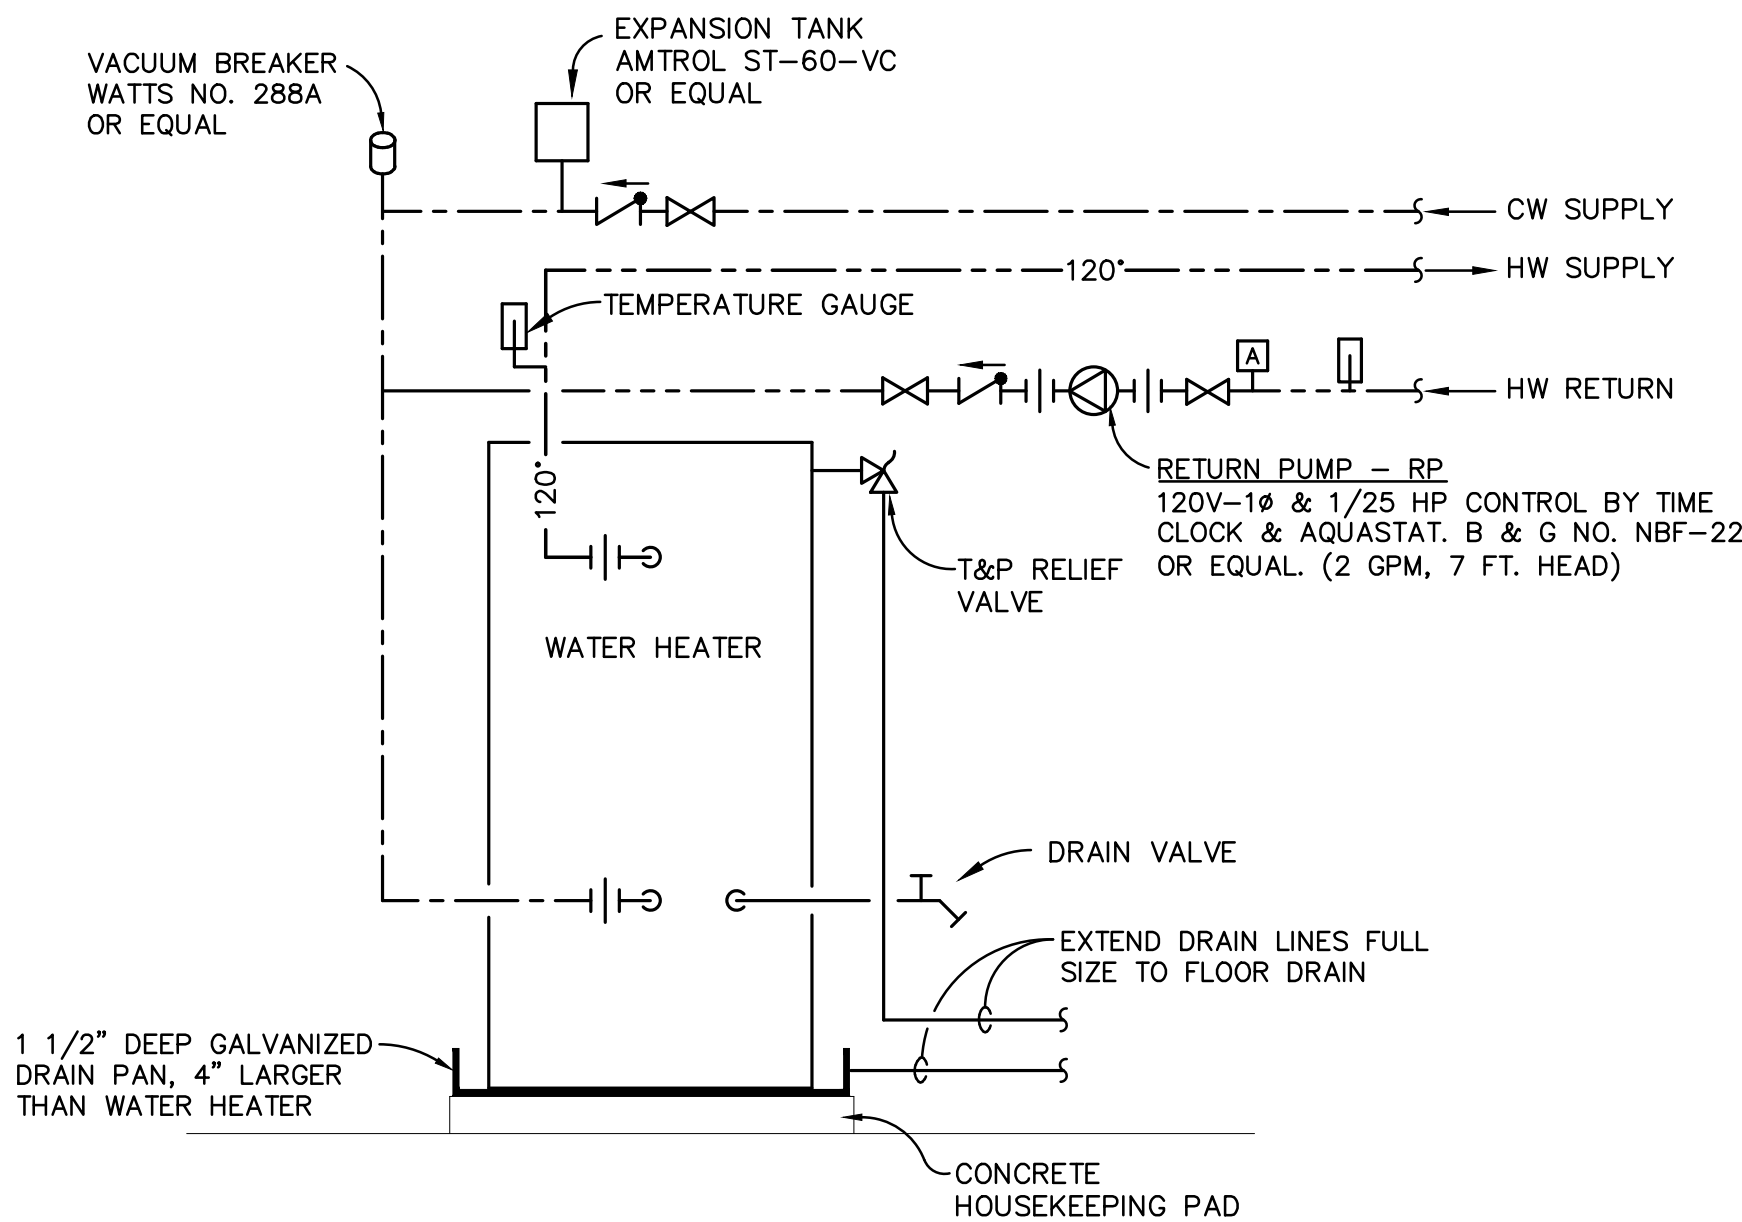 EXPANSION TANK
AMTROL ST-60-VC
OR EQUAL
VACUUM BREAKER
WATTS NO. 288A
OR EQUAL
CW SUPPLY
120°
HW SUPPLY
TEMPERATURE GAUGE
A
HW RETURN
120°
RETURN PUMP - RP
120V-1ø & 1/25 HP CONTROL BY TIME
CLOCK & AQUASTAT. B & G NO. NBF-22
OR EQUAL. (2 GPM, 7 FT. HEAD)
T&P RELIEF
VALVE
WATER HEATER
DRAIN VALVE
EXTEND DRAIN LINES FULL
SIZE TO FLOOR DRAIN
1 1/2" DEEP GALVANIZED
DRAIN PAN, 4" LARGER
THAN WATER HEATER
CONCRETE
HOUSEKEEPING PAD